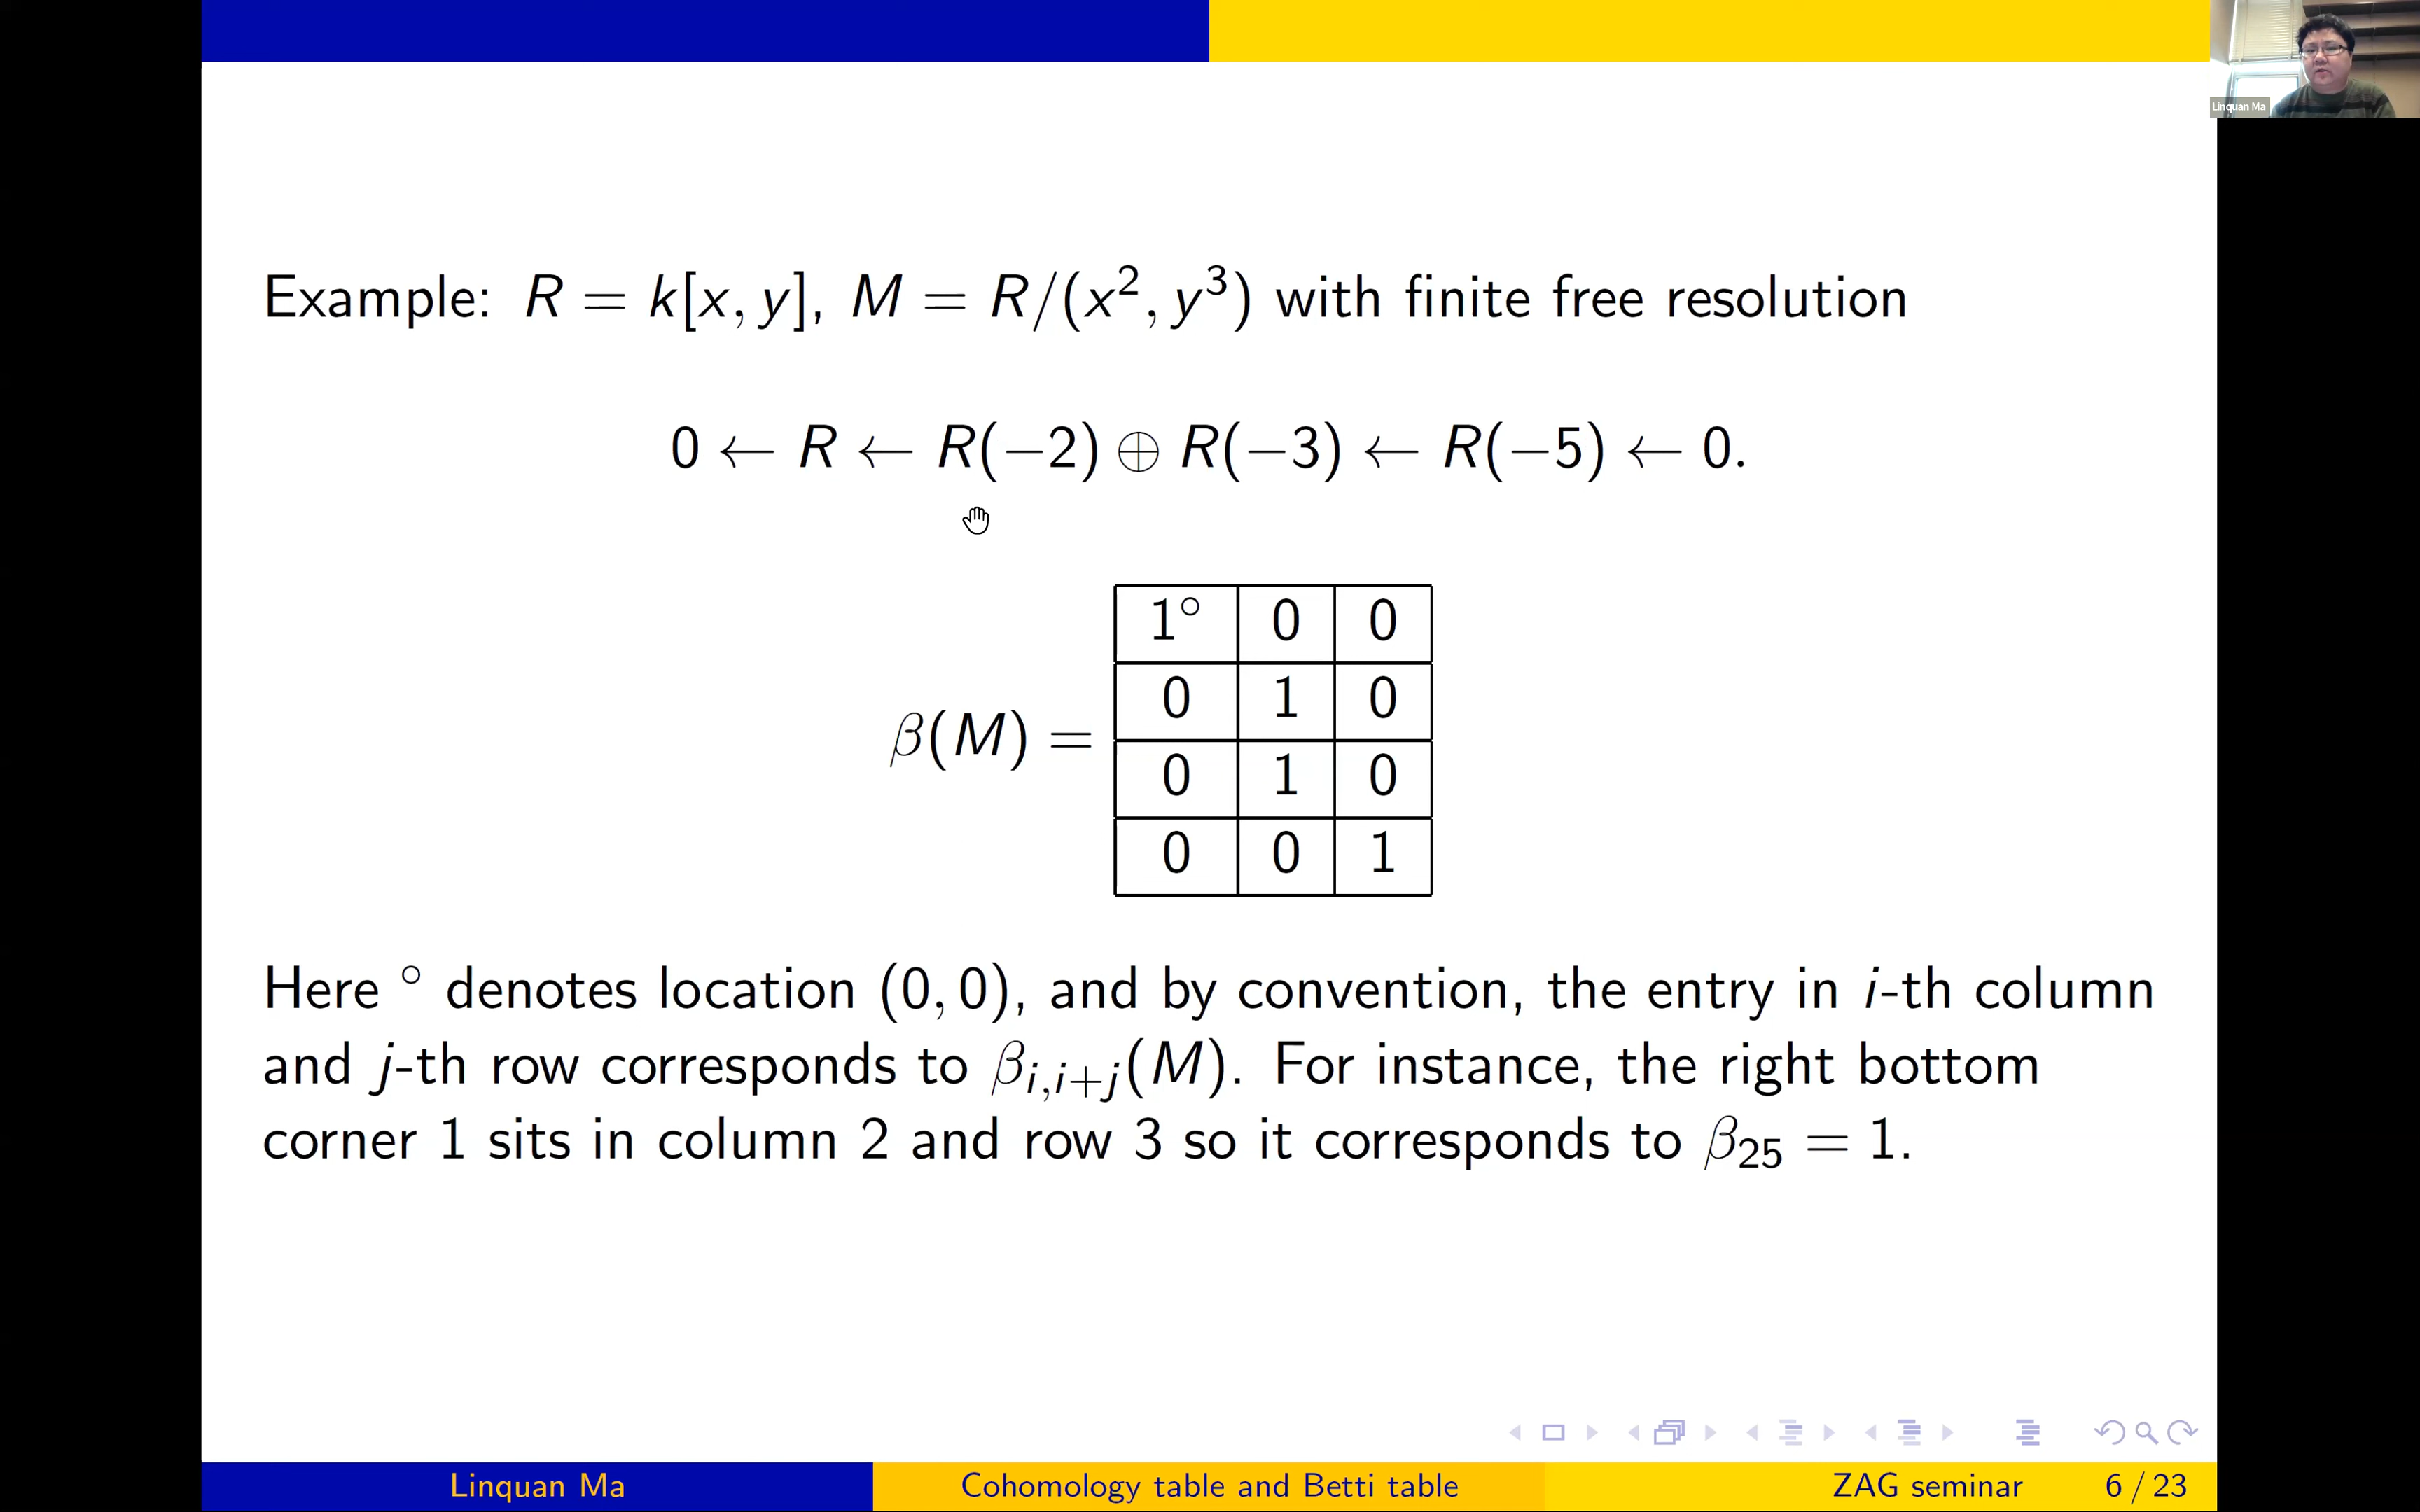 Linquan Ma
Example: R = k[x, y], M = R/(x², y³) with finite free resolution
0 ← R ← R(−2) ⊕ R(−3) ← R(−5) ← 0.
β(M) =
1° 0 0
0 1 0
0 1 0
0 0 1
Here ° denotes location (0, 0), and by convention, the entry in i-th column
and j-th row corresponds to β_{i,i+j}(M). For instance, the right bottom
corner 1 sits in column 2 and row 3 so it corresponds to β₂₅ = 1.
Linquan Ma Cohomology table and Betti table ZAG seminar 6 / 23